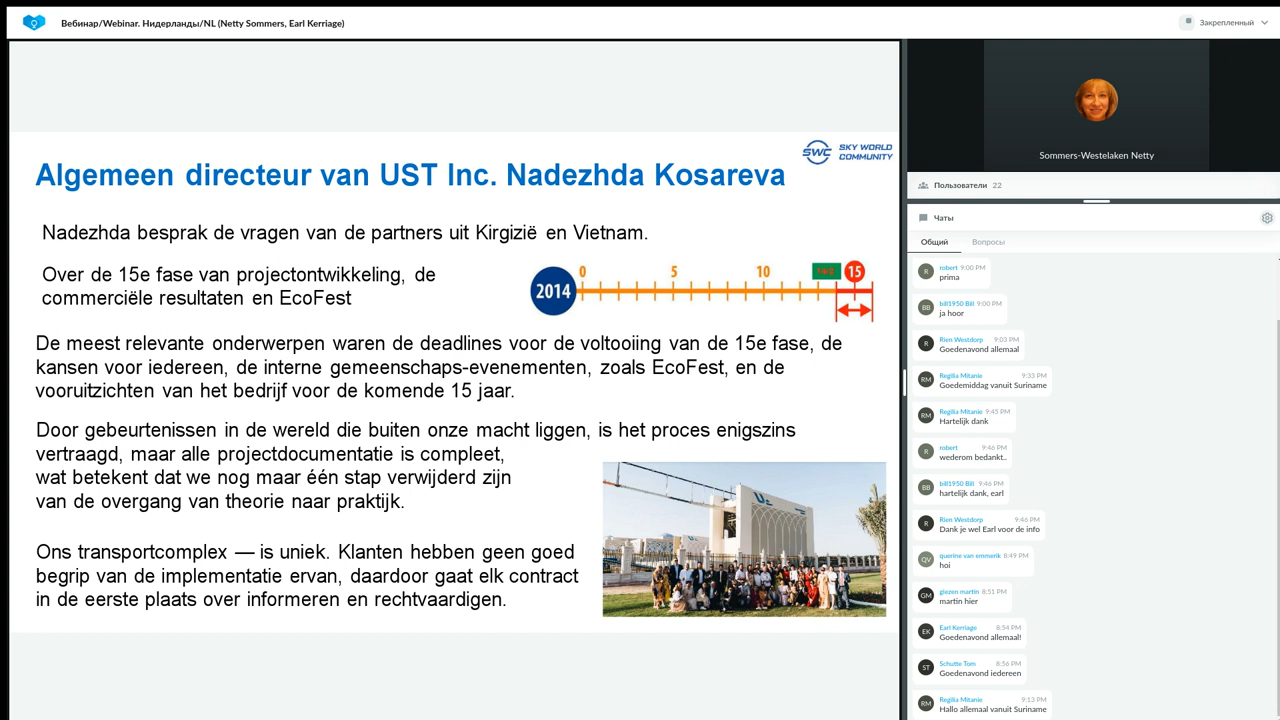 Вебинар/Webinar. Нидерланды/NL (Netty Sommers, Earl Kerriage)
Закрепленный
SWC SKY WORLD
COMMUNITY
Algemeen directeur van UST Inc. Nadezhda Kosareva
Nadezhda besprak de vragen van de partners uit Kirgizië en Vietnam.
Over de 15e fase van projectontwikkeling, de
commerciële resultaten en EcoFest
2014 0 5 10 15
De meest relevante onderwerpen waren de deadlines voor de voltooiing van de 15e fase, de
kansen voor iedereen, de interne gemeenschaps-evenementen, zoals EcoFest, en de
vooruitzichten van het bedrijf voor de komende 15 jaar.
Door gebeurtenissen in de wereld die buiten onze macht liggen, is het proces enigszins
vertraagd, maar alle projectdocumentatie is compleet,
wat betekent dat we nog maar één stap verwijderd zijn
van de overgang van theorie naar praktijk.
Ons transportcomplex — is uniek. Klanten hebben geen goed
begrip van de implementatie ervan, daardoor gaat elk contract
in de eerste plaats over informeren en rechtvaardigen.
Sommers-Westelaken Netty
Пользователи 22
Чаты
Общий Вопросы
R robert 9:00 PM
prima
BB bill1950 Bill 9:00 PM
ja hoor
R Rien Westdorp 9:03 PM
Goedenavond allemaal
RM Regilia Mitanie 9:33 PM
Goedemiddag vanuit Suriname
RM Regilia Mitanie 9:45 PM
Hartelijk dank
R robert 9:46 PM
wederom bedankt..
BB bill1950 Bill 9:46 PM
hartelijk dank, earl
R Rien Westdorp 9:46 PM
Dank je wel Earl voor de info
QV querine van emmerik 8:49 PM
hoi
GM giezen martin 8:51 PM
martin hier
EK Earl Kerriage 8:54 PM
Goedenavond allemaal!
ST Schutte Tom 8:56 PM
Goedenavond iedereen
RM Regilia Mitanie 9:13 PM
Hallo allemaal vanuit Suriname